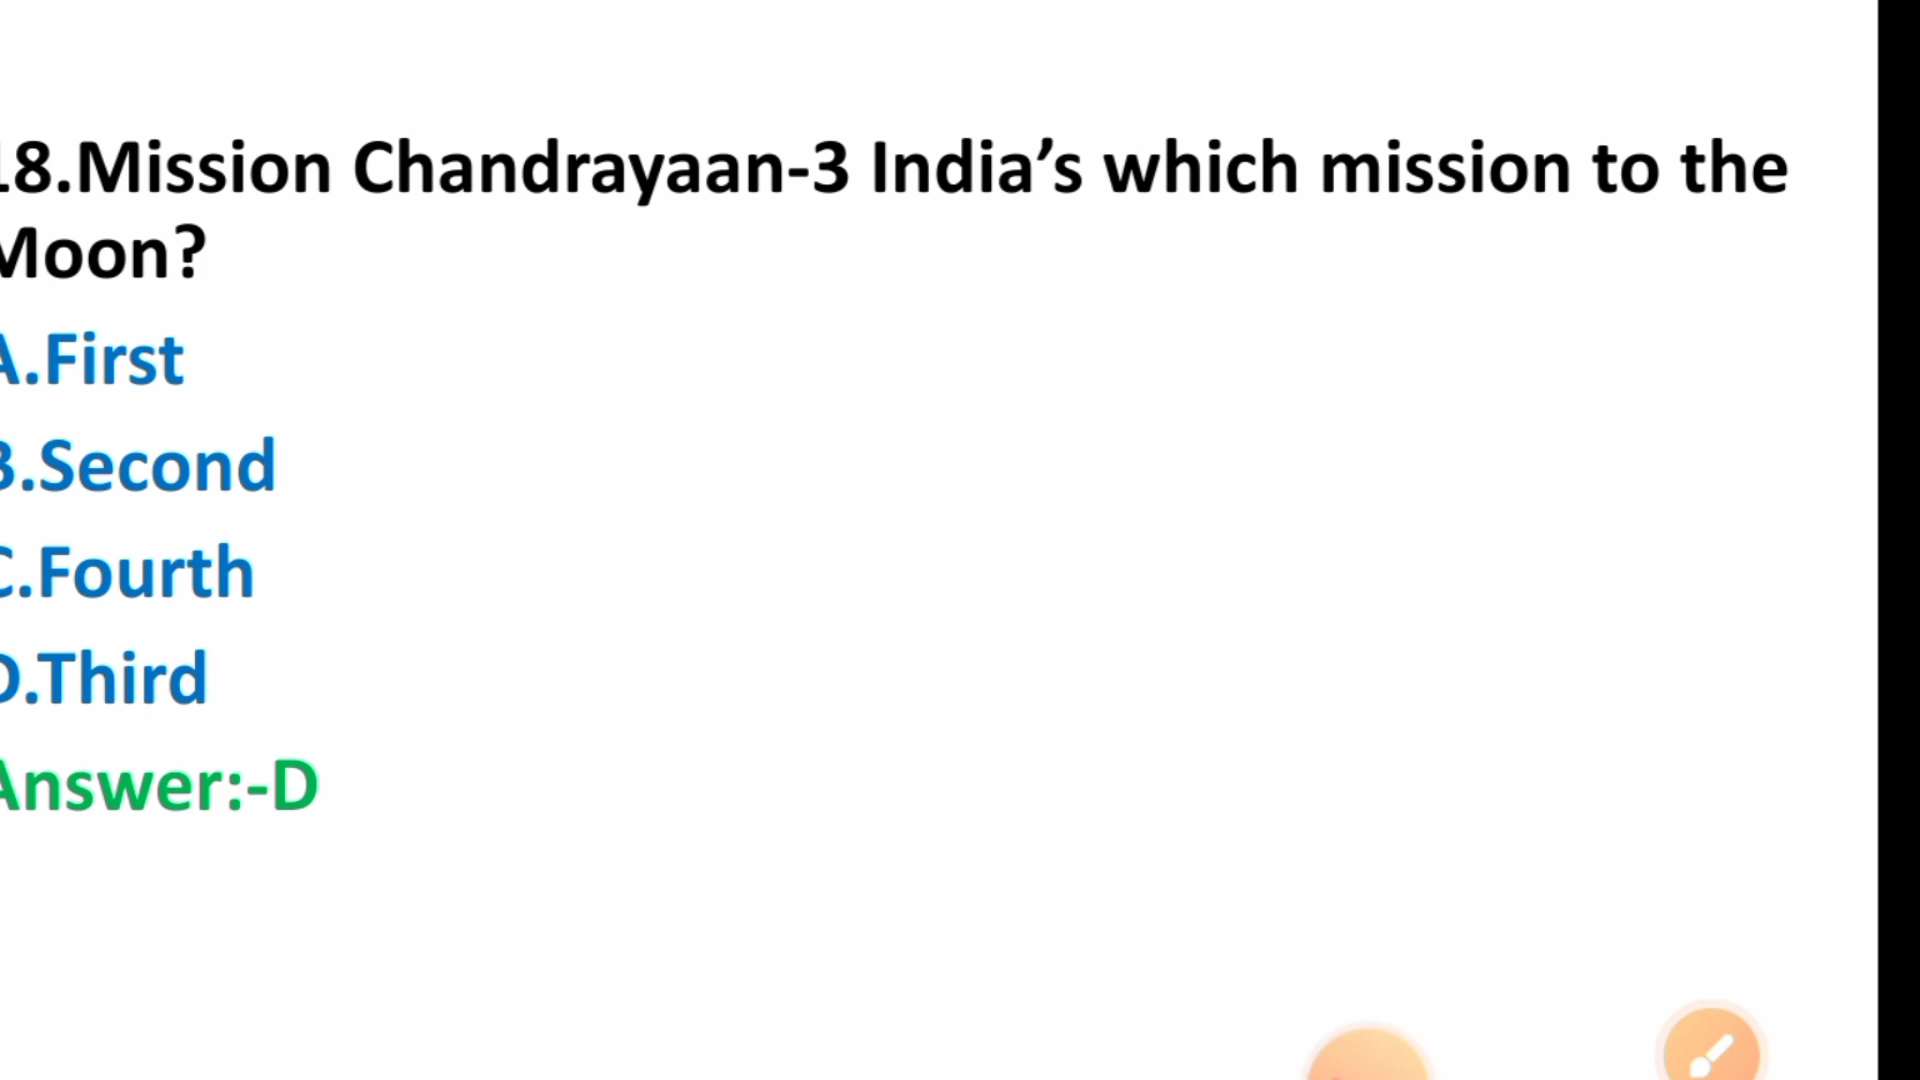 18.Mission Chandrayaan-3 India’s which mission to the
Moon?
A.First
B.Second
C.Fourth
D.Third
Answer:-D